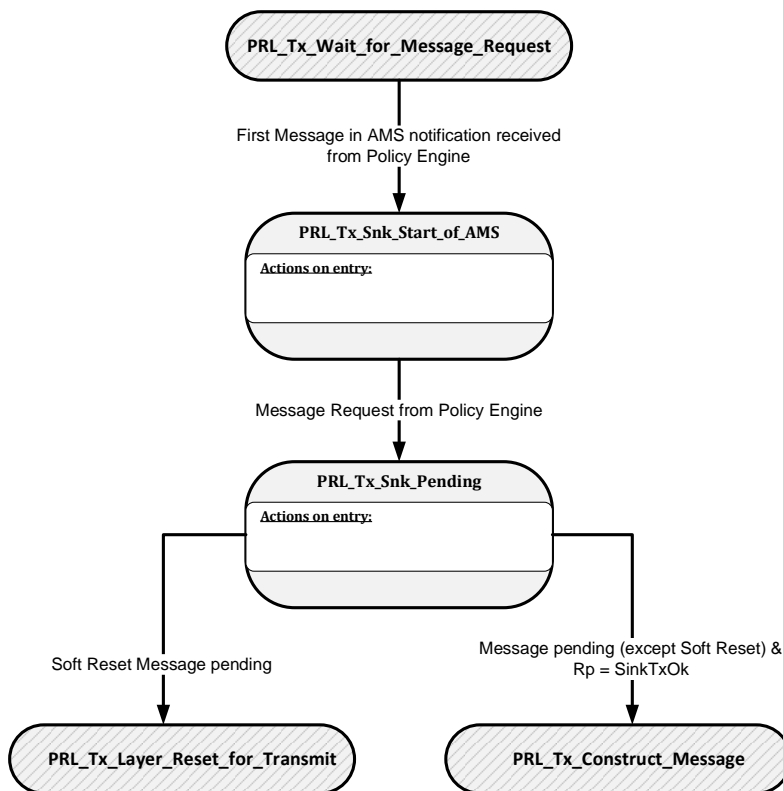 PRL_Tx_Wait_for_Message_Request
First Message in AMS notification received
from Policy Engine
PRL_Tx_Snk_Start_of_AMS
Actions on entry:
Message Request from Policy Engine
PRL_Tx_Snk_Pending
Actions on entry:
Soft Reset Message pending
Message pending (except Soft Reset) &
Rp = SinkTxOk
PRL_Tx_Layer_Reset_for_Transmit
PRL_Tx_Construct_Message